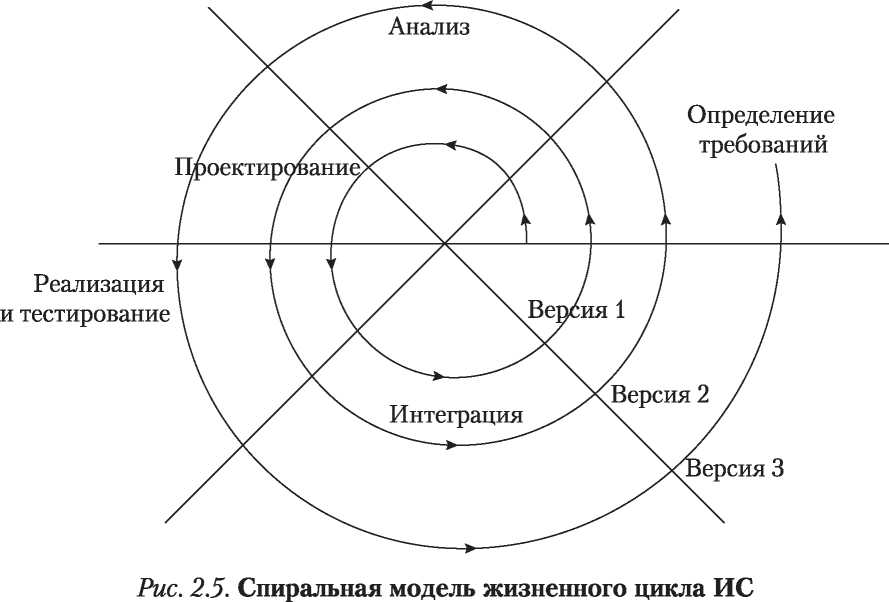 Анализ
Определение
требований
Проектирование
Реализация
и тестирование
Версия 1
Версия 2
Интеграция
Версия 3
Рис. 2.5. Спиральная модель жизненного цикла ИС